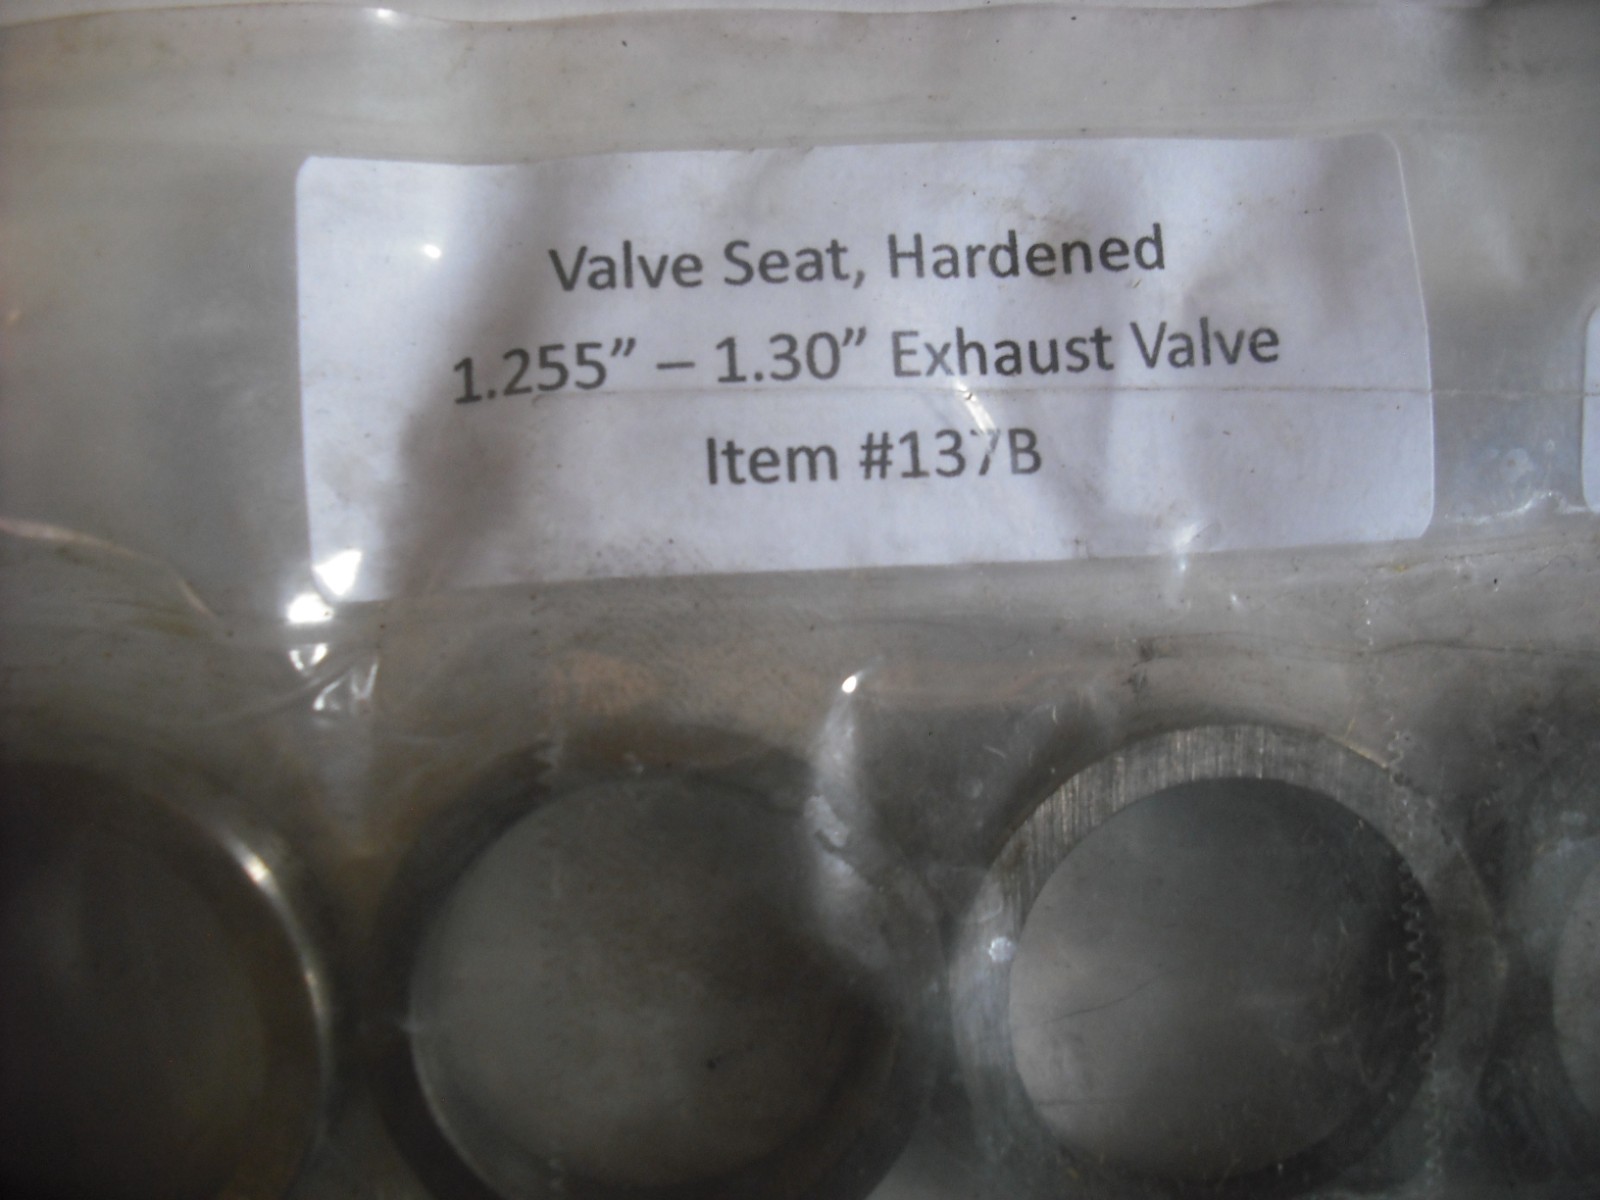 Valve Seat, Hardened
1.255” – 1.30” Exhaust Valve
Item #137B